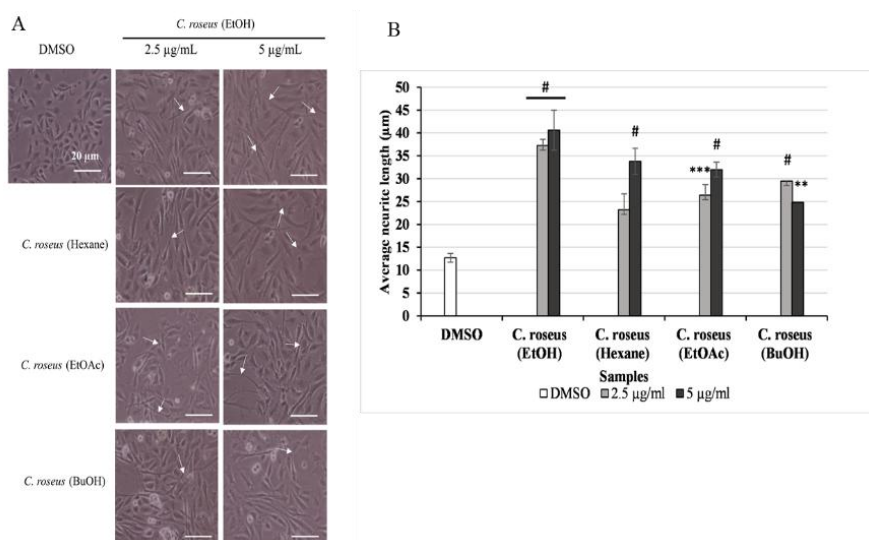 A
C. roseus (EtOH)
DMSO
2.5 µg/mL
5 µg/mL
20 µm
C. roseus (Hexane)
C. roseus (EtOAc)
C. roseus (BuOH)
B
Average neurite length (µm)
50
45
40
35
30
25
20
15
10
5
0
#
#
***
#
#
**
DMSO
C. roseus (EtOH)
C. roseus (Hexane)
C. roseus (EtOAc)
C. roseus (BuOH)
Samples
DMSO 2.5 µg/ml 5 µg/ml